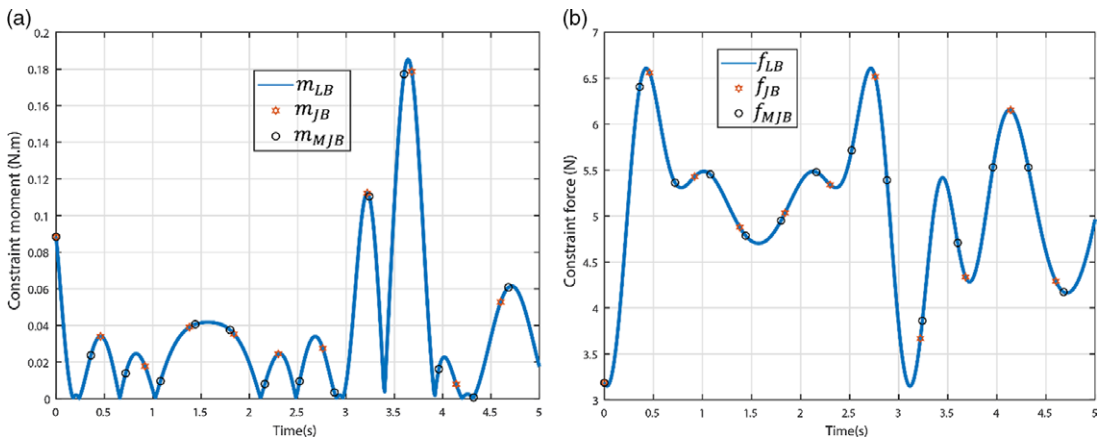 (a)
0.2
0.18
0.16
0.14
0.12
0.1
0.08
0.06
0.04
0.02
0
Constraint moment (N.m)
m_LB
m_JB
m_MJB
0 0.5 1 1.5 2 2.5 3 3.5 4 4.5 5
Time(s)
(b)
7
6.5
6
5.5
5
4.5
4
3.5
3
Constraint force (N)
f_LB
f_JB
f_MJB
0 0.5 1 1.5 2 2.5 3 3.5 4 4.5 5
Time(s)